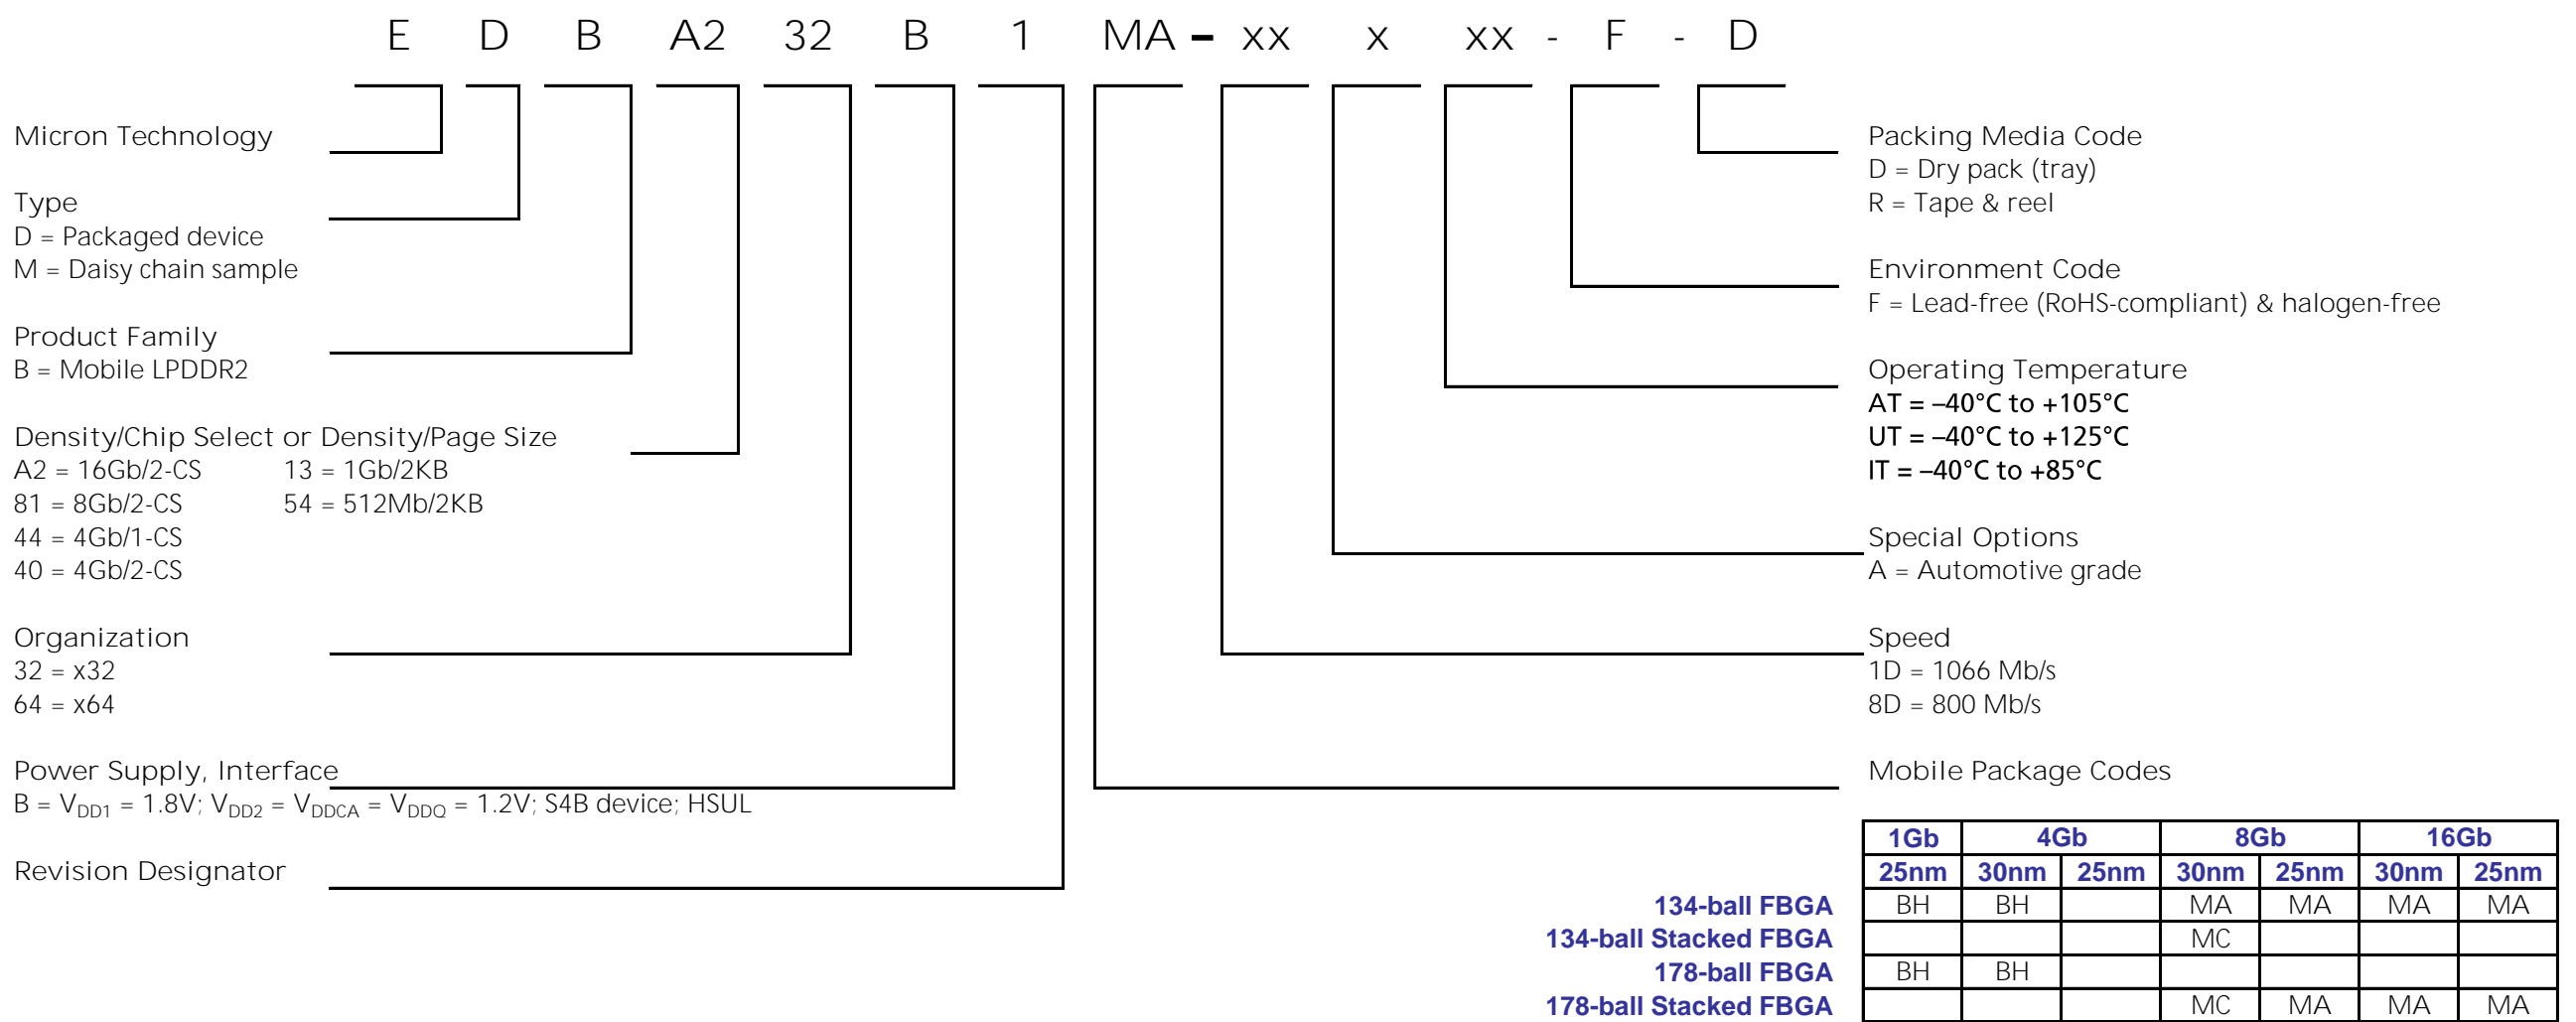 E D B A2 32 B 1 MA - xx x xx - F - D
Micron Technology
Type
D = Packaged device
M = Daisy chain sample
Product Family
B = Mobile LPDDR2
Density/Chip Select or Density/Page Size
A2 = 16Gb/2-CS 13 = 1Gb/2KB
81 = 8Gb/2-CS 54 = 512Mb/2KB
44 = 4Gb/1-CS
40 = 4Gb/2-CS
Organization
32 = x32
64 = x64
Power Supply, Interface
B = VDD1 = 1.8V; VDD2 = VDDCA = VDDQ = 1.2V; S4B device; HSUL
Revision Designator
Packing Media Code
D = Dry pack (tray)
R = Tape & reel
Environment Code
F = Lead-free (RoHS-compliant) & halogen-free
Operating Temperature
AT = –40°C to +105°C
UT = –40°C to +125°C
IT = –40°C to +85°C
Special Options
A = Automotive grade
Speed
1D = 1066 Mb/s
8D = 800 Mb/s
Mobile Package Codes
1Gb 4Gb 8Gb 16Gb
25nm 30nm 25nm 30nm 25nm 30nm 25nm
134-ball FBGA BH BH MA MA MA MA
134-ball Stacked FBGA MC
178-ball FBGA BH BH
178-ball Stacked FBGA MC MA MA MA